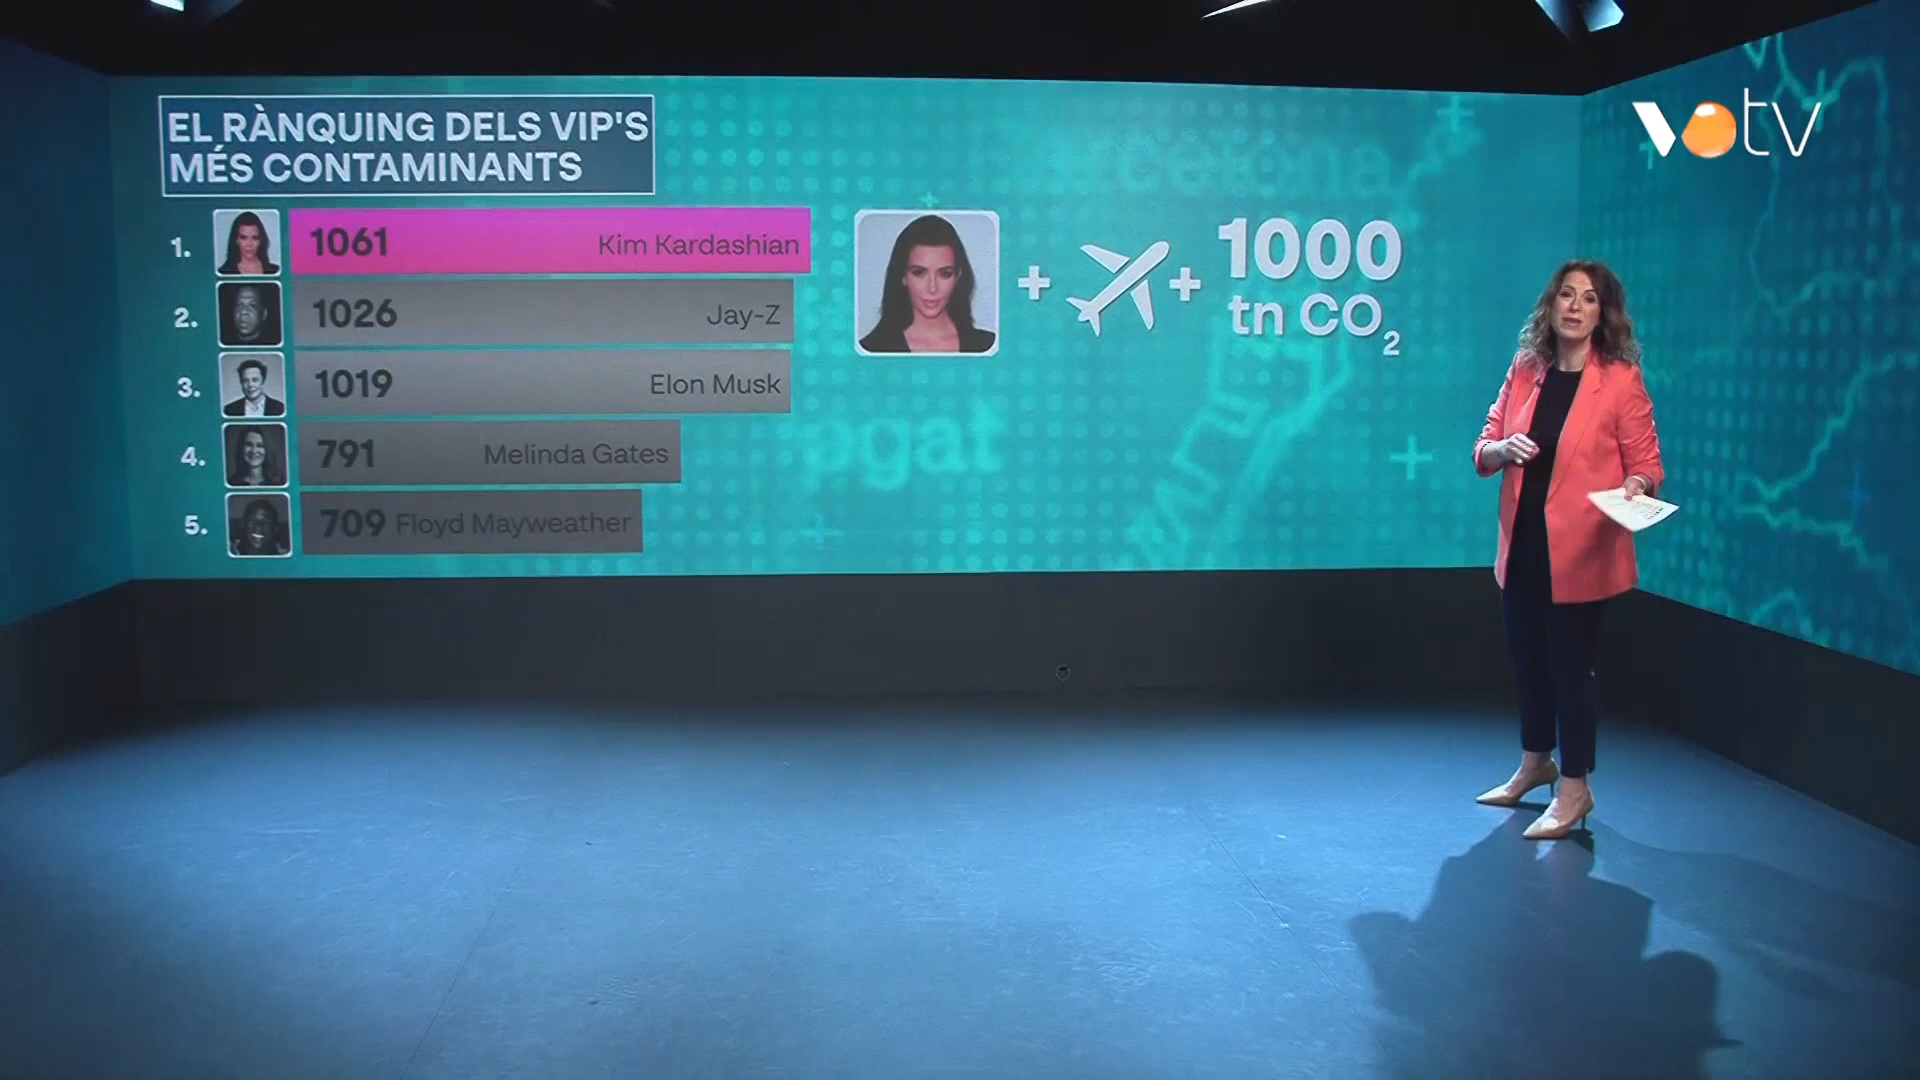 EL RÀNQUING DELS VIP'S
MÉS CONTAMINANTS
votv
1. 1061 Kim Kardashian
2. 1026 Jay-Z
3. 1019 Elon Musk
4. 791 Melinda Gates
5. 709 Floyd Mayweather
+ + 1000
tn CO₂